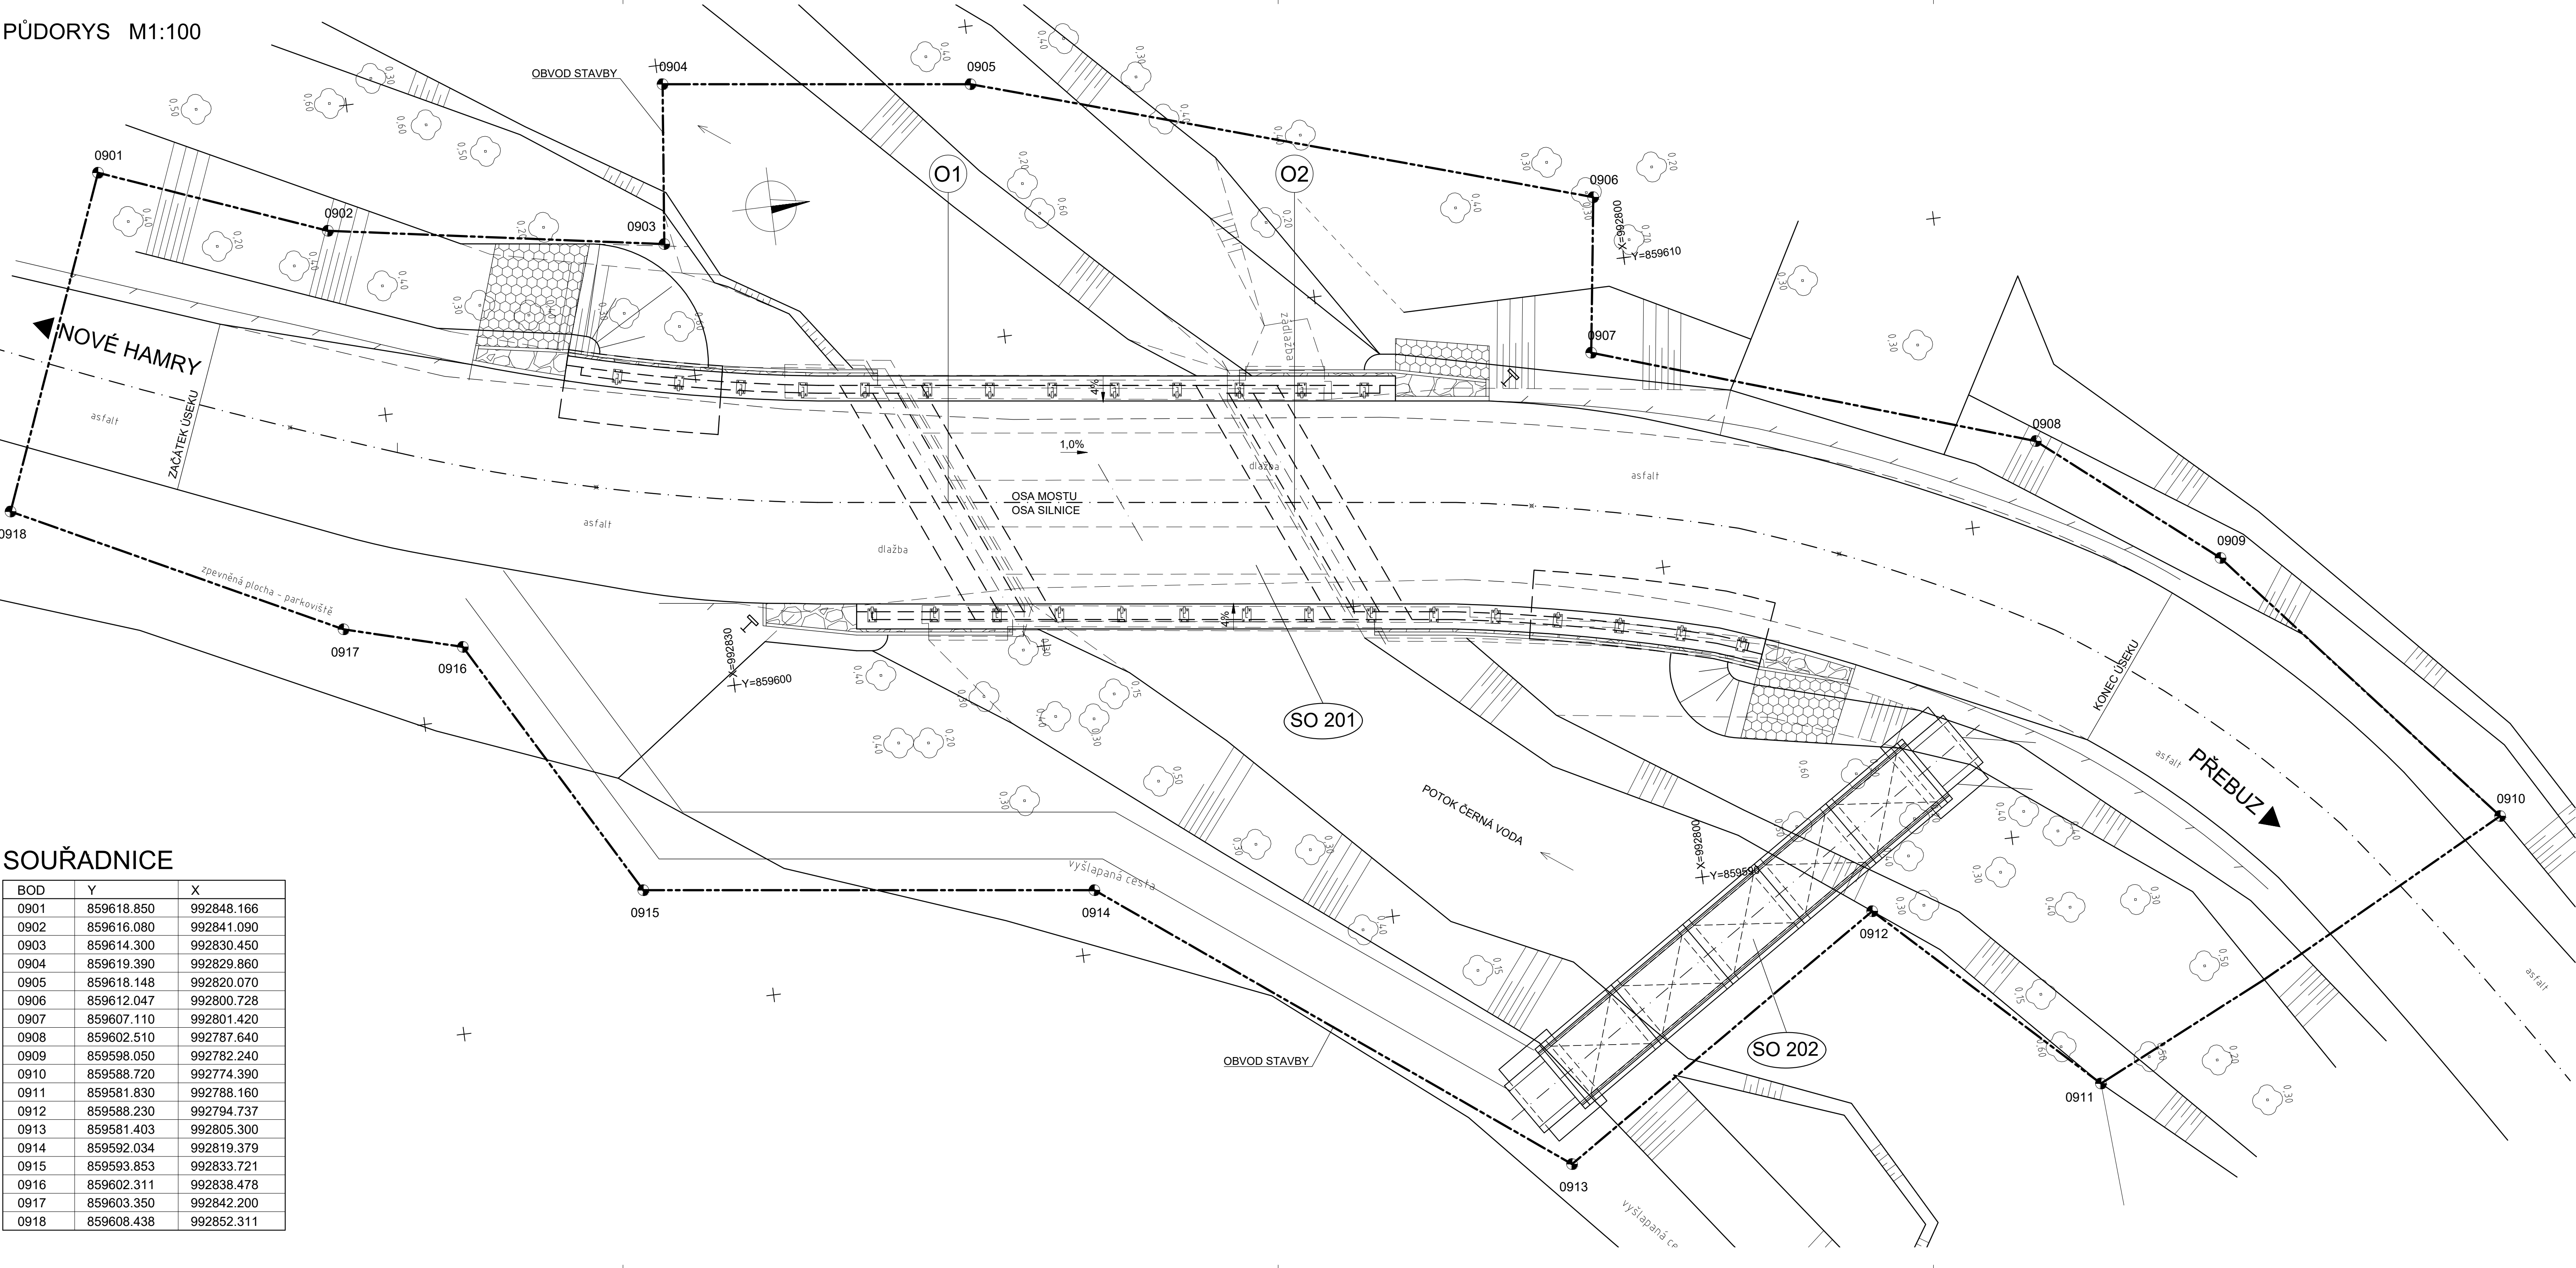 PŮDORYS M1:100
OBVOD STAVBY
0904
0905
0901
0902
0903
O1
O2
0906
X=992800
Y=859610
0907
0908
0909
0910
NOVÉ HAMRY
ZAČÁTEK ÚSEKU
asfalt
zádlažba
4%
1,0%
dlažba
OSA MOSTU
OSA SILNICE
asfalt
asfalt
dlažba
0918
zpevněná plocha - parkoviště
0917
0916
X=992830
Y=859600
4%
SO 201
KONEC ÚSEKU
asfalt
PŘEBUZ
POTOK ČERNÁ VODA
X=992800
Y=859590
vyšlapaná cesta
0915
0914
0912
asfalt
SO 202
OBVOD STAVBY
0911
0913
vyšlapaná ce
SOUŘADNICE
BOD Y X
0901 859618.850 992848.166
0902 859616.080 992841.090
0903 859614.300 992830.450
0904 859619.390 992829.860
0905 859618.148 992820.070
0906 859612.047 992800.728
0907 859607.110 992801.420
0908 859602.510 992787.640
0909 859598.050 992782.240
0910 859588.720 992774.390
0911 859581.830 992788.160
0912 859588.230 992794.737
0913 859581.403 992805.300
0914 859592.034 992819.379
0915 859593.853 992833.721
0916 859602.311 992838.478
0917 859603.350 992842.200
0918 859608.438 992852.311